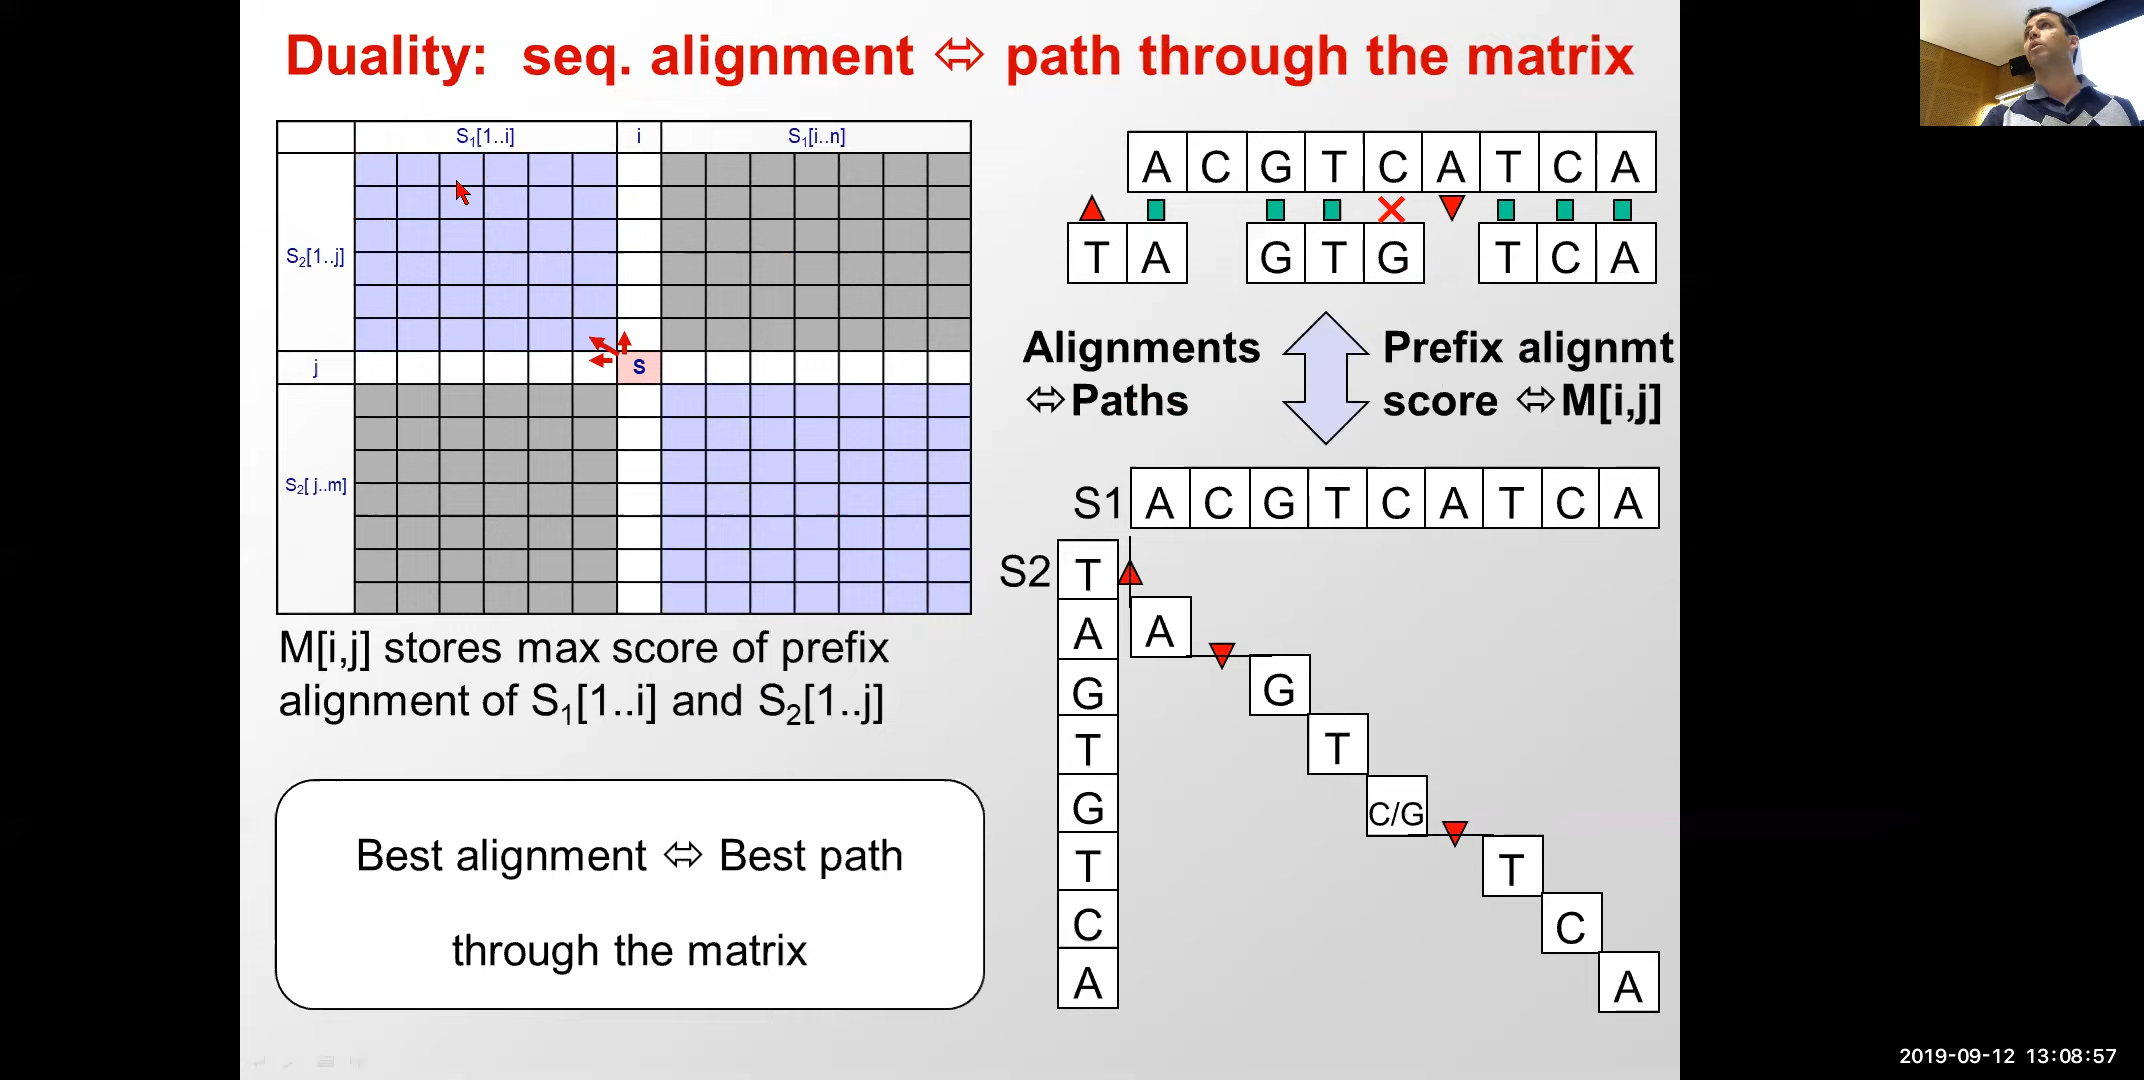 Duality: seq. alignment ⇔ path through the matrix
S1[1..i] i S1[i..n]
S2[1..j]
j S
S2[ j..m]
M[i,j] stores max score of prefix
alignment of S1[1..i] and S2[1..j]
Best alignment ⇔ Best path
through the matrix
A C G T C A T C A
T A G T G T C A
Alignments
⇔Paths
Prefix alignmt
score ⇔M[i,j]
S1 A C G T C A T C A
S2 T
A A
G G
T T
G C/G
T T
C C
A A
2019-09-12 13:08:57